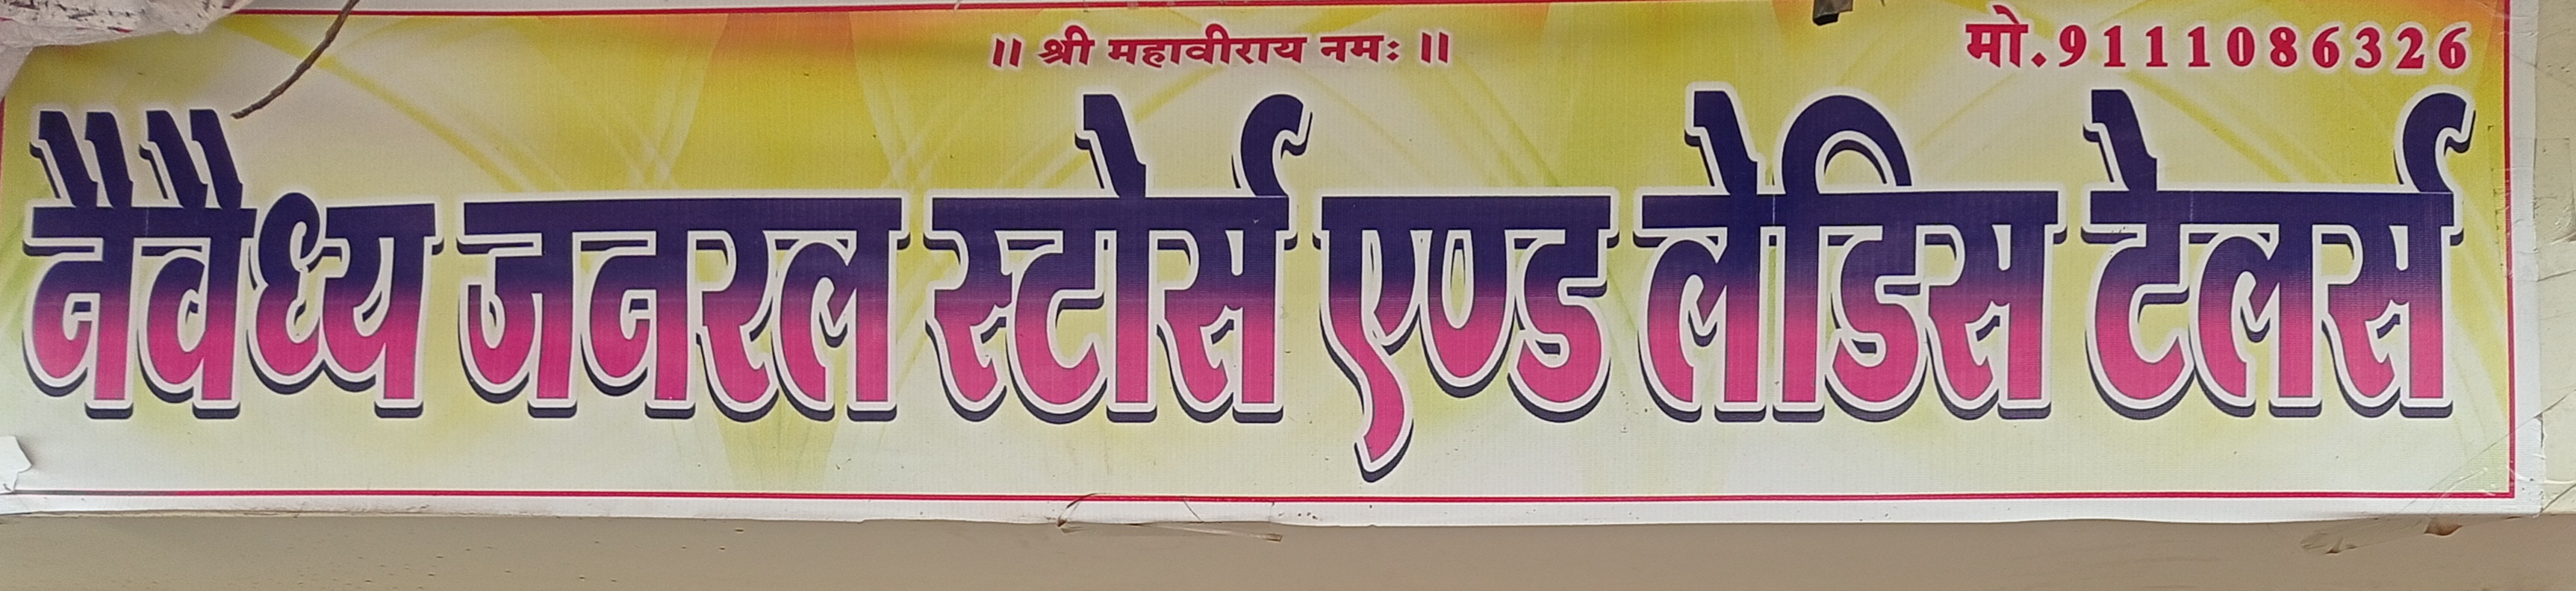 ॥ श्री महावीराय नमः ॥ मो.9111086326
नैवैध्य जनरल स्टोर्स एण्ड लेडिस टेलर्स